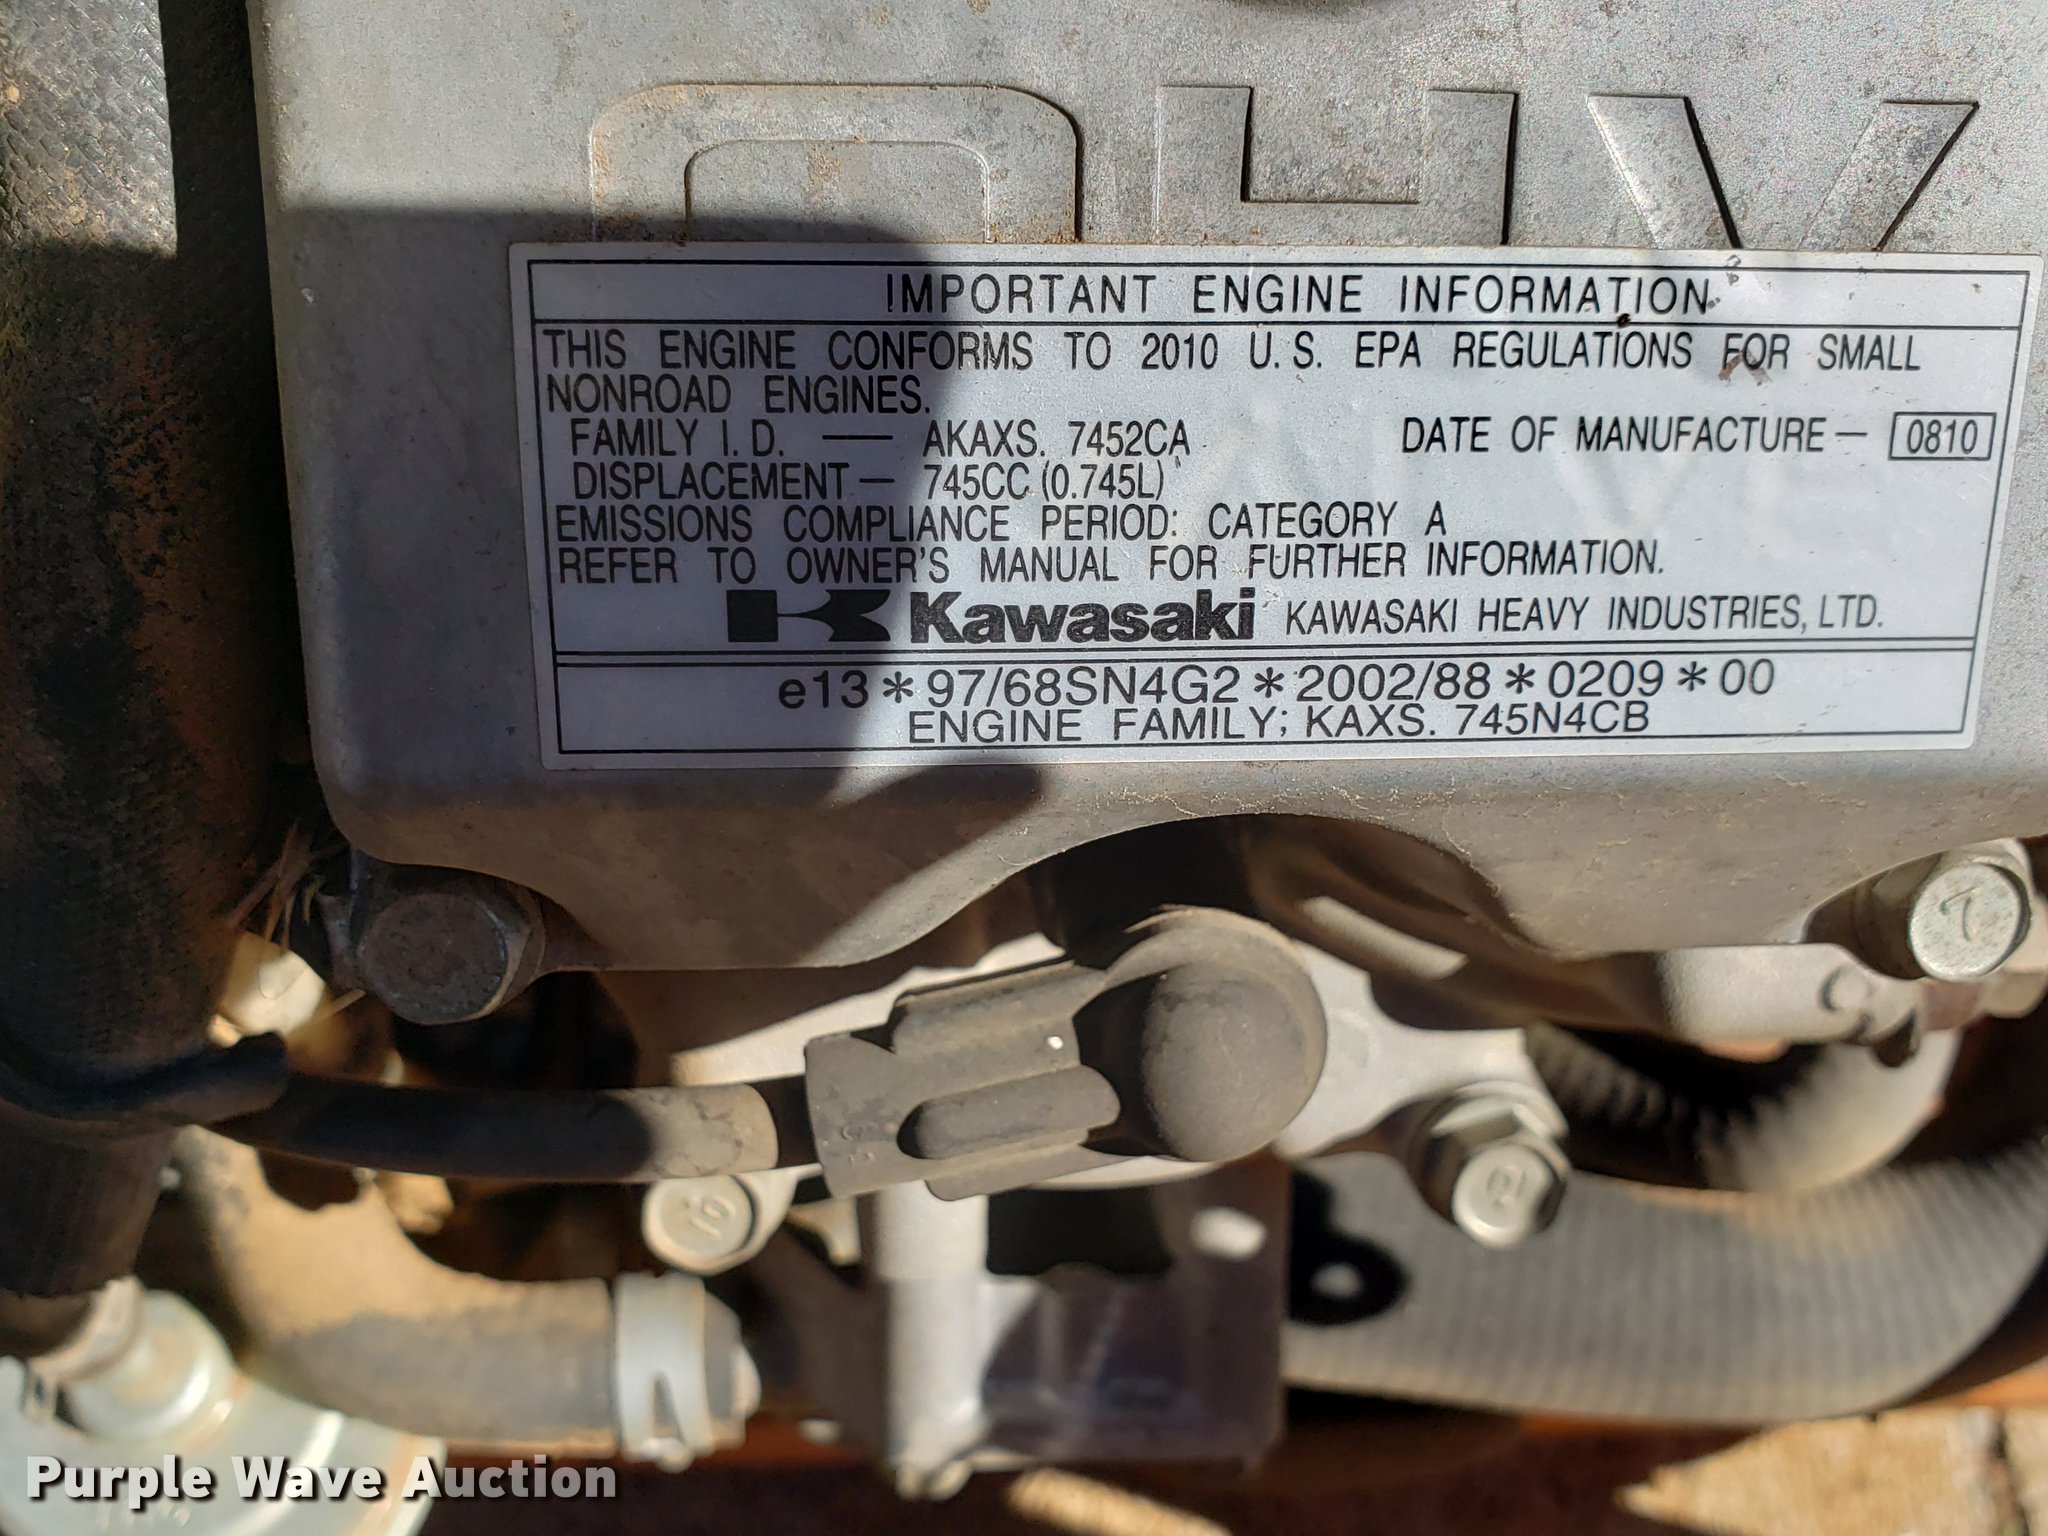 OHV
IMPORTANT ENGINE INFORMATION
THIS ENGINE CONFORMS TO 2010 U.S. EPA REGULATIONS FOR SMALL
NONROAD ENGINES.
FAMILY I.D. — AKAXS. 7452CA DATE OF MANUFACTURE — 0810
DISPLACEMENT — 745CC (0.745L)
EMISSIONS COMPLIANCE PERIOD: CATEGORY A
REFER TO OWNER'S MANUAL FOR FURTHER INFORMATION.
Kawasaki KAWASAKI HEAVY INDUSTRIES, LTD.
e13*97/68SN4G2*2002/88*0209*00
ENGINE FAMILY; KAXS. 745N4CB
7
Purple Wave Auction